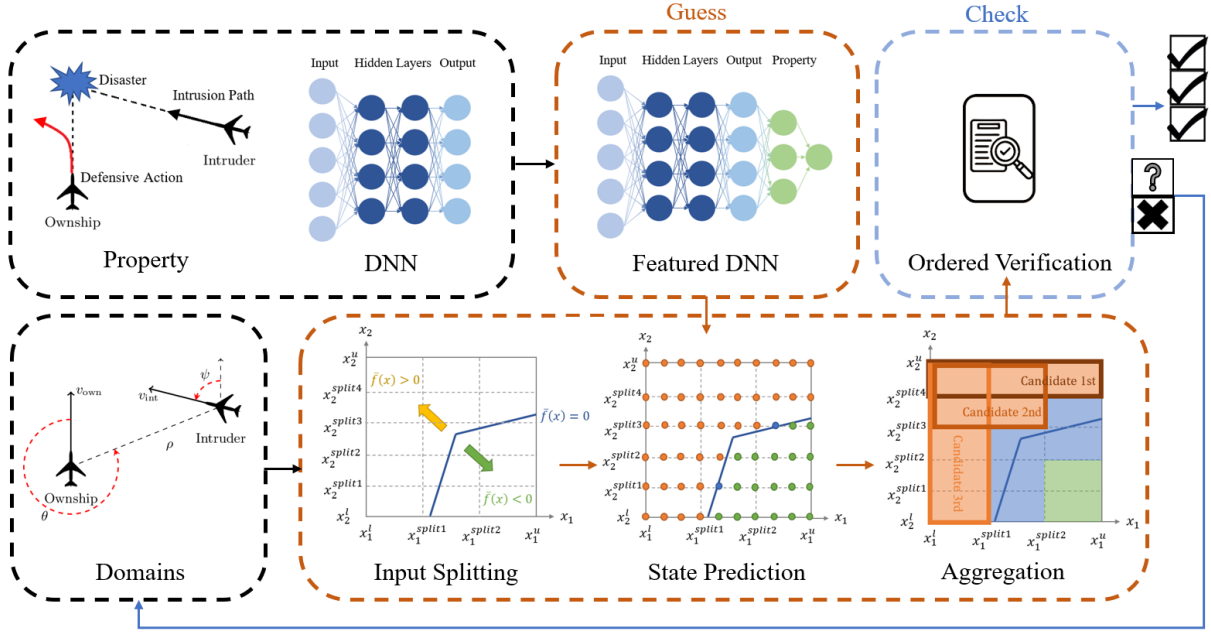 Guess
Check
Disaster
Intrusion Path
Intruder
Defensive Action
Ownship
Property
Input Hidden Layers Output
DNN
Input Hidden Layers Output Property
Featured DNN
Ordered Verification
?
v_own
v_int
ψ
Intruder
ρ
Ownship
θ
Domains
x_2
x_2^u
x_2^{split4}
x_2^{split3}
x_2^{split2}
x_2^{split1}
x_2^l
f̄(x) > 0
f̄(x) = 0
f̄(x) < 0
x_1
x_1^l x_1^{split1} x_1^{split2} x_1^u
Input Splitting
x_2
x_2^u
x_2^{split4}
x_2^{split3}
x_2^{split2}
x_2^{split1}
x_2^l
x_1
x_1^l x_1^{split1} x_1^{split2} x_1^u
State Prediction
x_2
x_2^u
x_2^{split4}
x_2^{split3}
x_2^{split2}
x_2^{split1}
x_2^l
Candidate 1st
Candidate 2nd
Candidate 3rd
x_1
x_1^l x_1^{split1} x_1^{split2} x_1^u
Aggregation